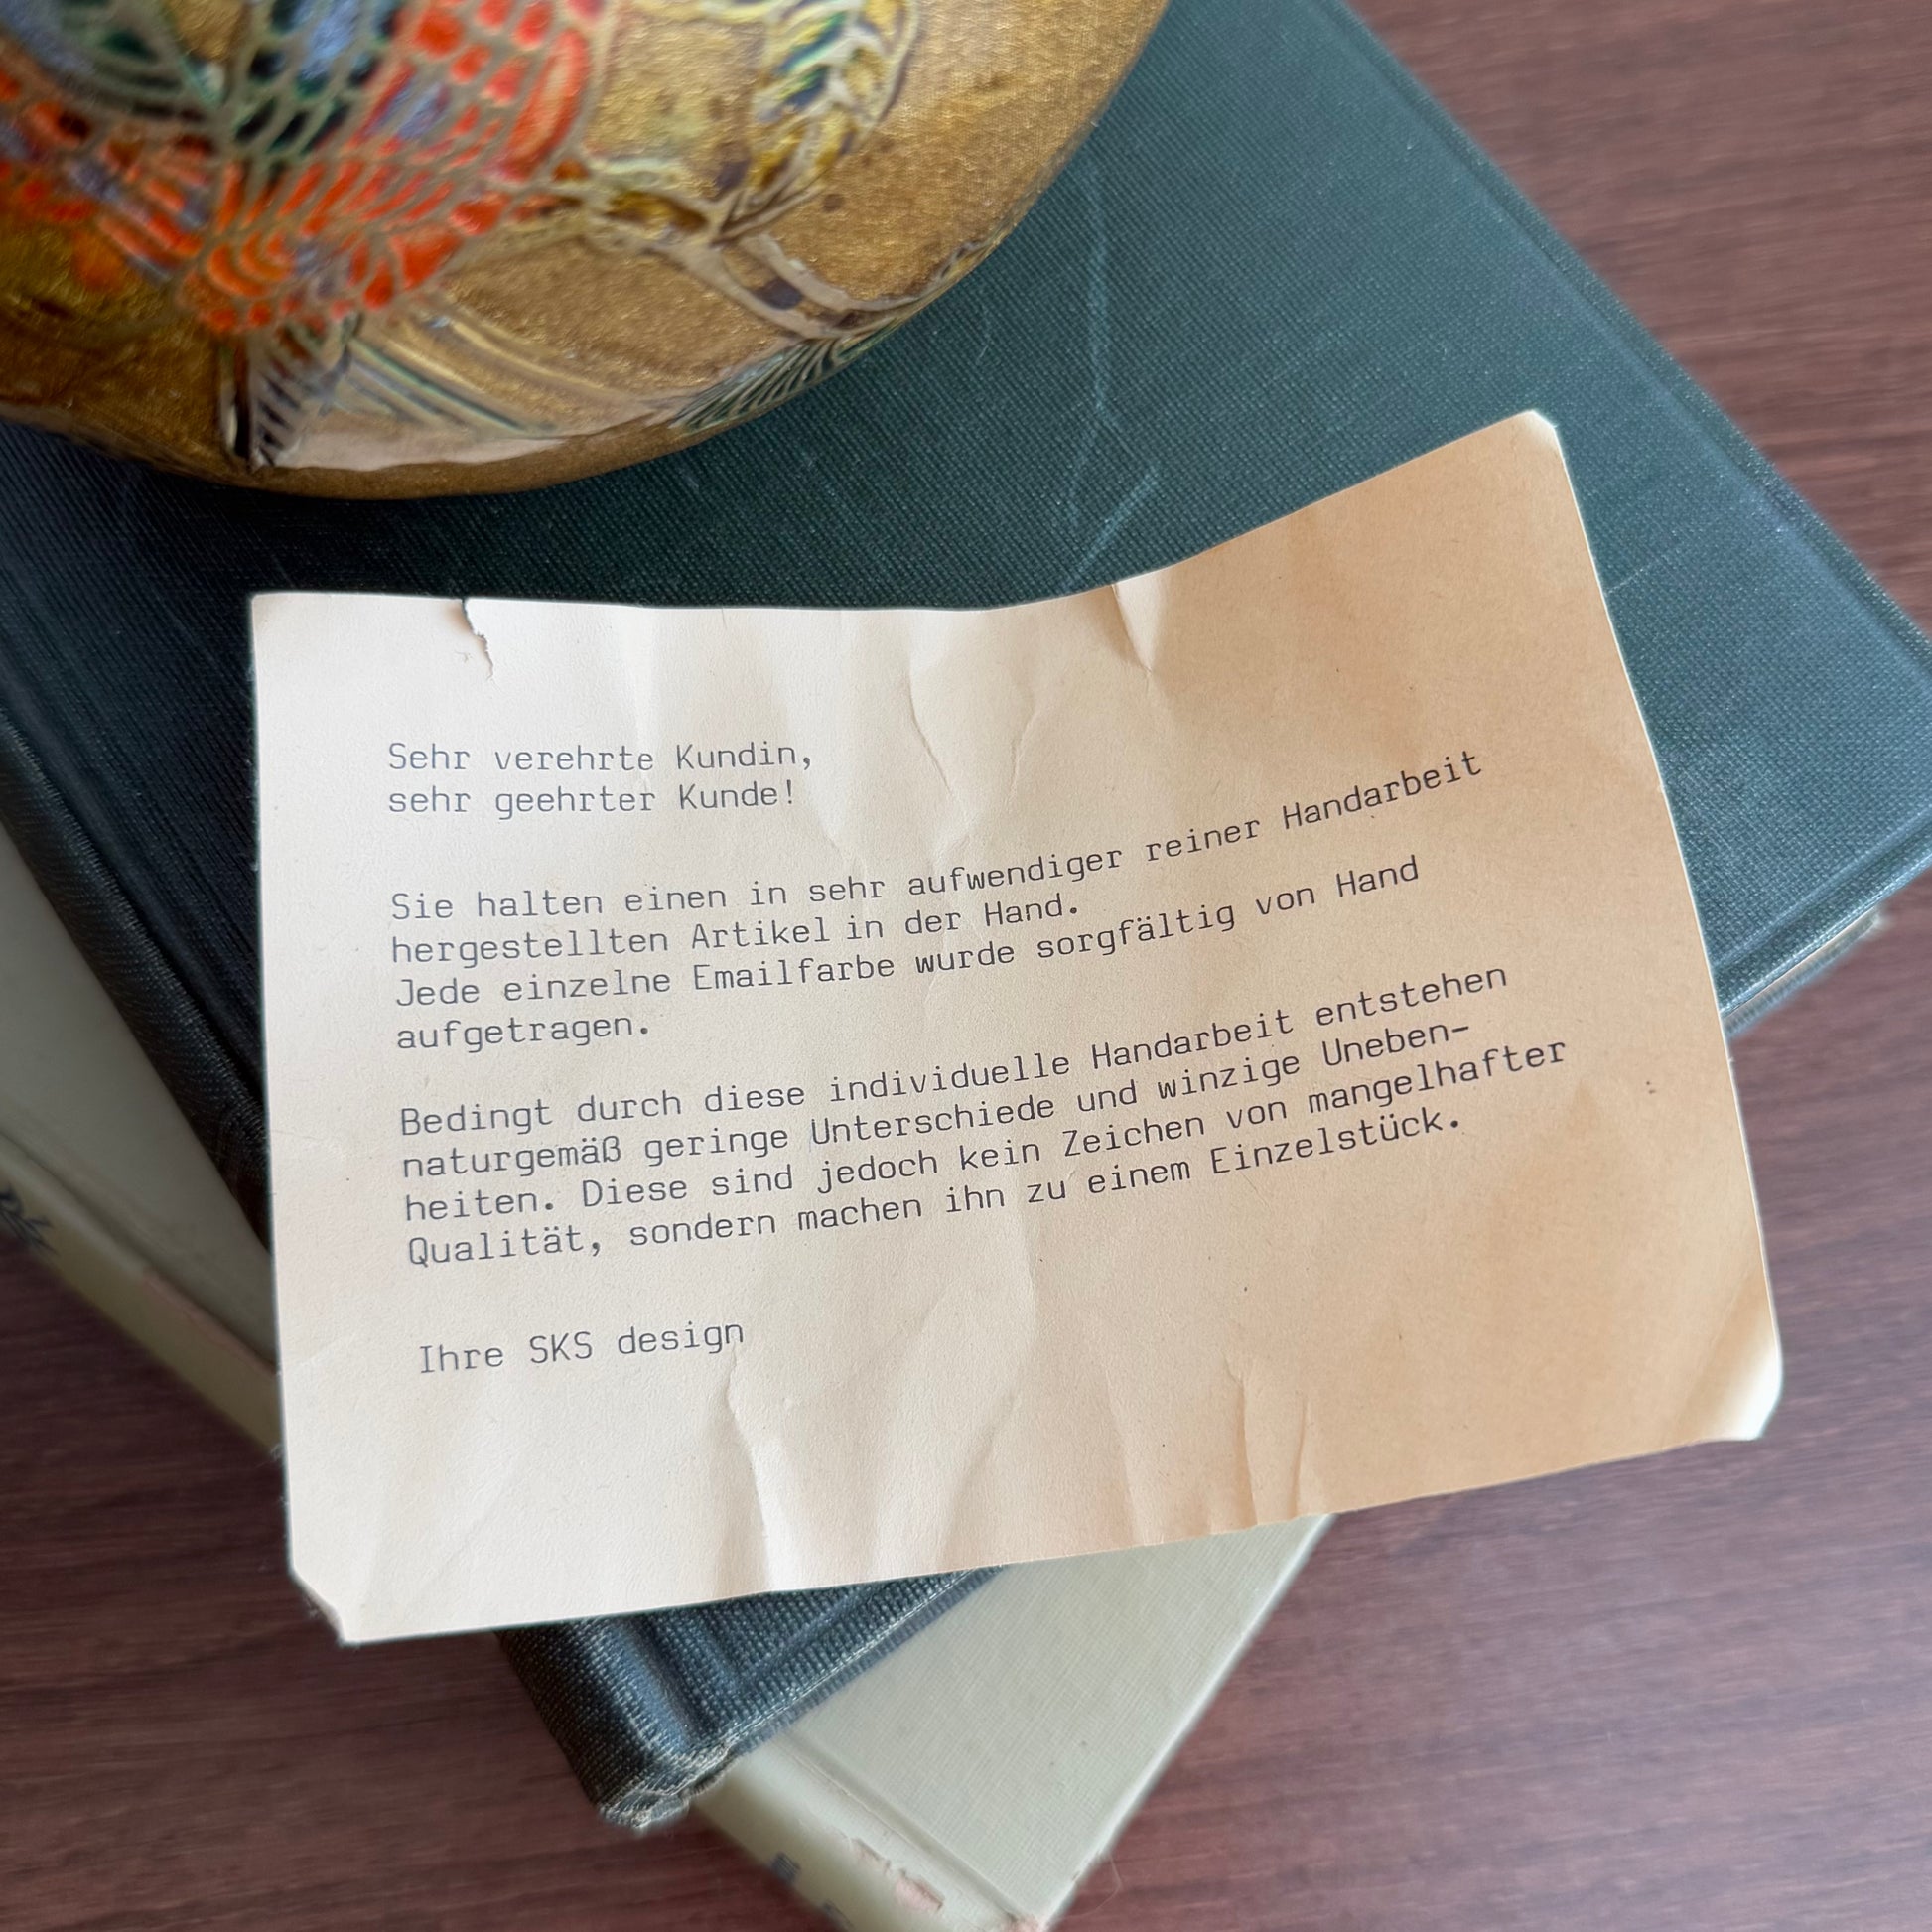 Sehr verehrte Kundin,
sehr geehrter Kunde!
Sie halten einen in sehr aufwendiger reiner Handarbeit
hergestellten Artikel in der Hand.
Jede einzelne Emailfarbe wurde sorgfältig von Hand
aufgetragen.
Bedingt durch diese individuelle Handarbeit entstehen
naturgemäß geringe Unterschiede und winzige Uneben-
heiten. Diese sind jedoch kein Zeichen von mangelhafter
Qualität, sondern machen ihn zu einem Einzelstück.
Ihre SKS design